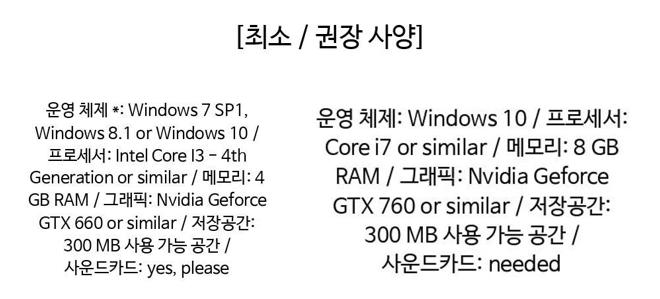 [최소 / 권장 사양]
운영 체제 *: Windows 7 SP1,
Windows 8.1 or Windows 10 /
프로세서: Intel Core I3 – 4th
Generation or similar / 메모리: 4
GB RAM / 그래픽: Nvidia Geforce
GTX 660 or similar / 저장공간:
300 MB 사용 가능 공간 /
사운드카드: yes, please
운영 체제: Windows 10 / 프로세서:
Core i7 or similar / 메모리: 8 GB
RAM / 그래픽: Nvidia Geforce
GTX 760 or similar / 저장공간:
300 MB 사용 가능 공간 /
사운드카드: needed